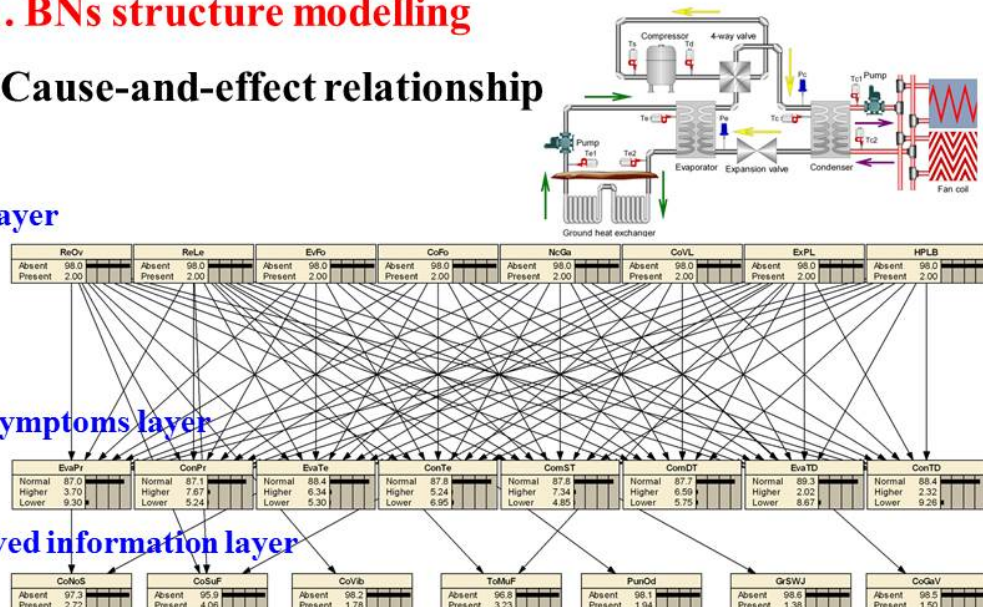 . BNs structure modelling
Cause-and-effect relationship
Compressor 4-way valve
Ts Td
Pc
Tc1 Pump
Te Pe Tc
Pump
Tc2
Te1 Te2
Evaporator Expansion valve Condenser
Fan coil
Ground heat exchanger
ayer
ReOv ReLe EvFo CoFo NcGa CoVL ExPL HPLB
Absent 98.0 Absent 98.0 Absent 98.0 Absent 98.0 Absent 98.0 Absent 98.0 Absent 98.0 Absent 98.0
Present 2.00 Present 2.00 Present 2.00 Present 2.00 Present 2.00 Present 2.00 Present 2.00 Present 2.00
ymptoms layer
EvaPr ConPr EvaTe ConTe ComST ComDT EvaTD ConTD
Normal 87.0 Normal 87.1 Normal 88.4 Normal 87.8 Normal 87.8 Normal 87.7 Normal 89.3 Normal 88.4
Higher 3.70 Higher 7.67 Higher 6.34 Higher 5.24 Higher 7.34 Higher 6.59 Higher 2.02 Higher 2.32
Lower 9.30 Lower 5.24 Lower 5.30 Lower 6.95 Lower 4.85 Lower 5.75 Lower 8.67 Lower 9.26
ved information layer
CoNoS CoSuF CoVib ToMuF PunOd GrSWJ CoGaV
Absent 97.3 Absent 95.9 Absent 98.2 Absent 96.8 Absent 98.1 Absent 98.6 Absent 98.5
Present 2.72 Present 4.06 Present 1.78 Present 3.23 Present 1.94 Present 1.38 Present 1.50